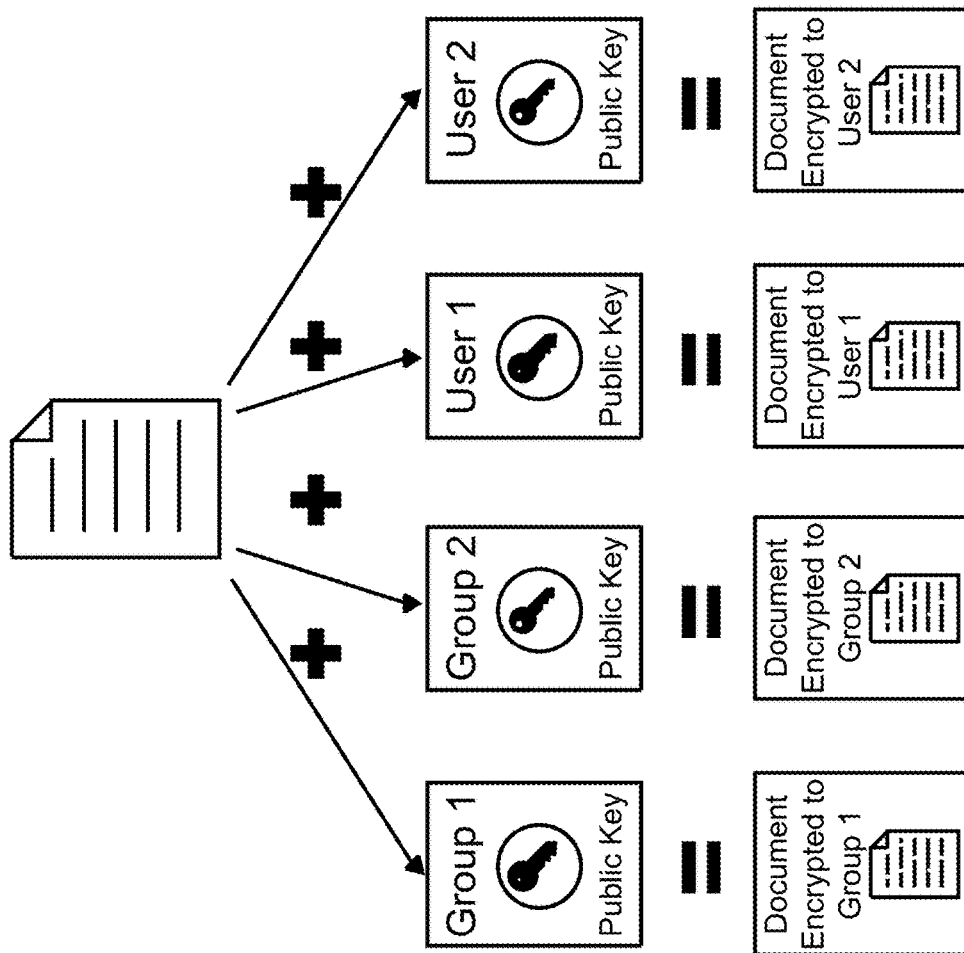 Group 1
Public Key
Group 2
Public Key
User 1
Public Key
User 2
Public Key
Document
Encrypted to
Group 1
Document
Encrypted to
Group 2
Document
Encrypted to
User 1
Document
Encrypted to
User 2